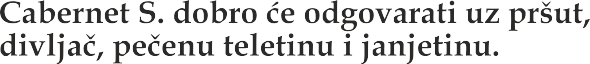 Cabernet S. dobro će odgovarati uz pršut,
divljač, pečenu teletinu i janjetinu.